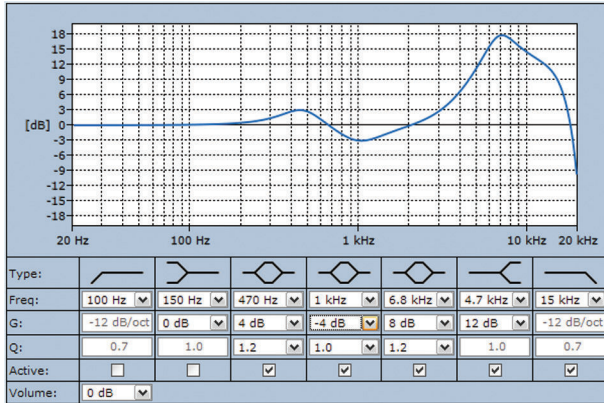 18
15
12
9
6
3
[dB] 0
-3
-6
-9
-12
-15
-18
20 Hz 100 Hz 1 kHz 10 kHz 20 kHz
Type:
Freq: 100 Hz 150 Hz 470 Hz 1 kHz 6.8 kHz 4.7 kHz 15 kHz
G: -12 dB/oct 0 dB 4 dB -4 dB 8 dB 12 dB -12 dB/oct
Q: 0.7 1.0 1.2 1.0 1.2 1.0 0.7
Active:
Volume: 0 dB